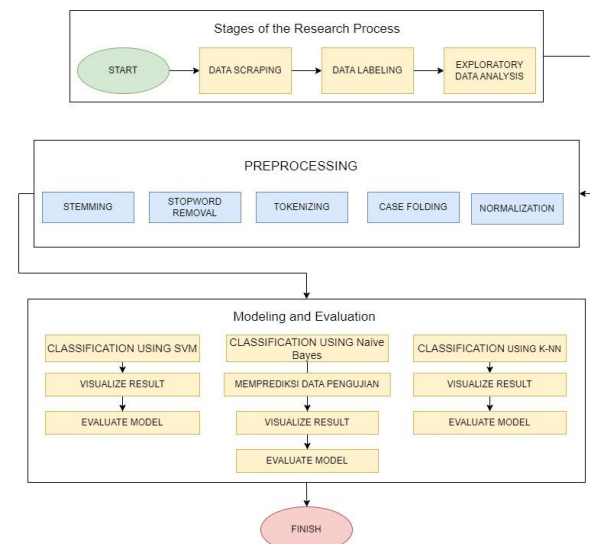 Stages of the Research Process
START
DATA SCRAPING
DATA LABELING
EXPLORATORY
DATA ANALYSIS
PREPROCESSING
STEMMING
STOPWORD
REMOVAL
TOKENIZING
CASE FOLDING
NORMALIZATION
Modeling and Evaluation
CLASSIFICATION USING SVM
VISUALIZE RESULT
EVALUATE MODEL
CLASSIFICATION USING Naïve
Bayes
MEMPREDIKSI DATA PENGUJIAN
VISUALIZE RESULT
EVALUATE MODEL
CLASSIFICATION USING K-NN
VISUALIZE RESULT
EVALUATE MODEL
FINISH